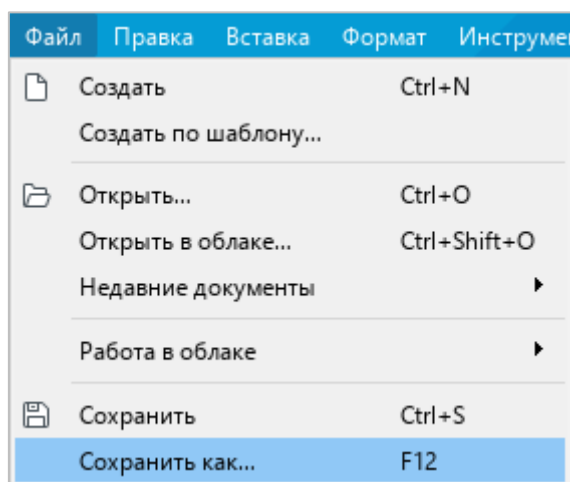 Файл Правка Вставка Формат Инструме
Создать Ctrl+N
Создать по шаблону...
Открыть... Ctrl+O
Открыть в облаке... Ctrl+Shift+O
Недавние документы
Работа в облаке
Сохранить Ctrl+S
Сохранить как... F12